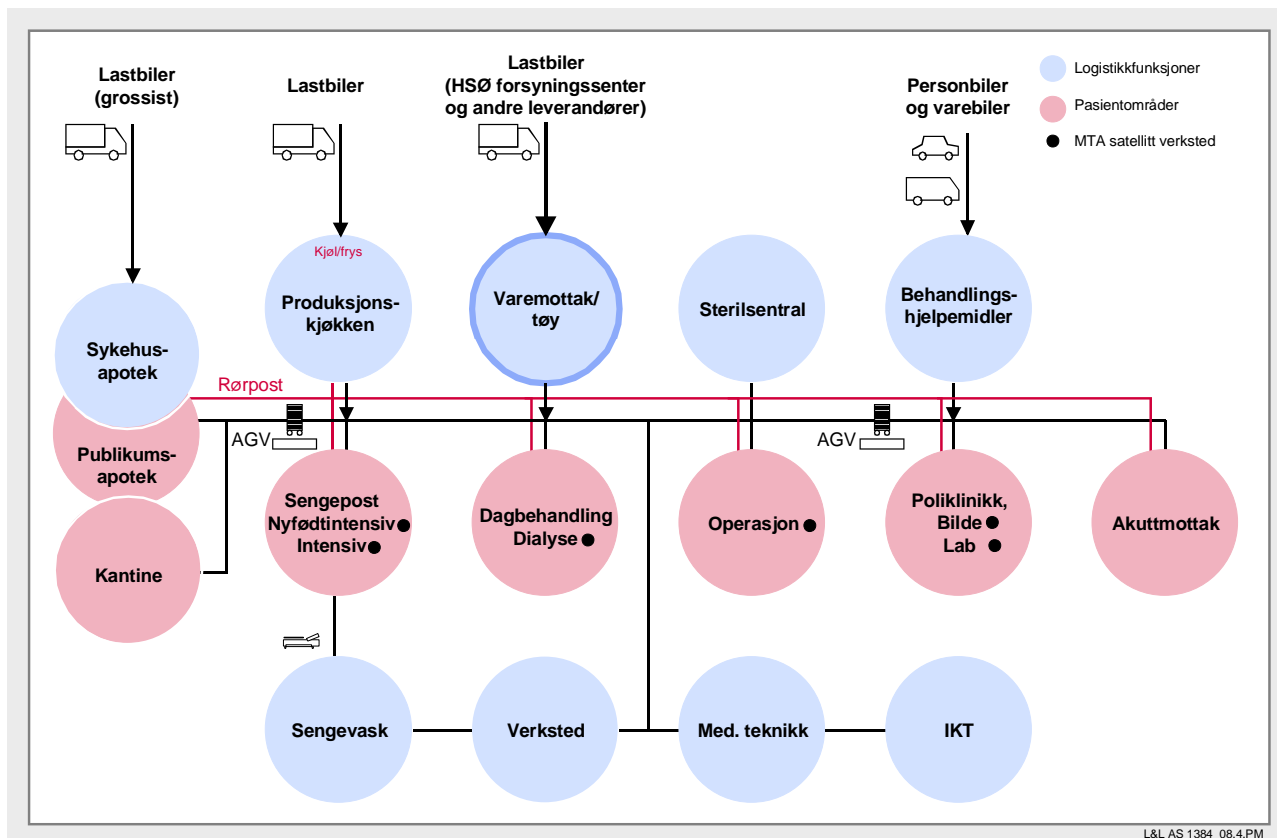 Lastbiler
(grossist)
Lastbiler
Lastbiler
(HSØ forsyningssenter
og andre leverandører)
Personbiler
og varebiler
Logistikkfunksjoner
Pasientområder
MTA satellitt verksted
Kjøl/frys
Produksjons-
kjøkken
Varemottak/
tøy
Sterilsentral
Behandlings-
hjelpemidler
Sykehus-
apotek
Rørpost
AGV
AGV
Publikums-
apotek
Kantine
Sengepost
Nyfødtintensiv
Intensiv
Dagbehandling
Dialyse
Operasjon
Poliklinikk,
Bilde
Lab
Akuttmottak
Sengevask
Verksted
Med. teknikk
IKT
L&L AS 1384_08.4.PM